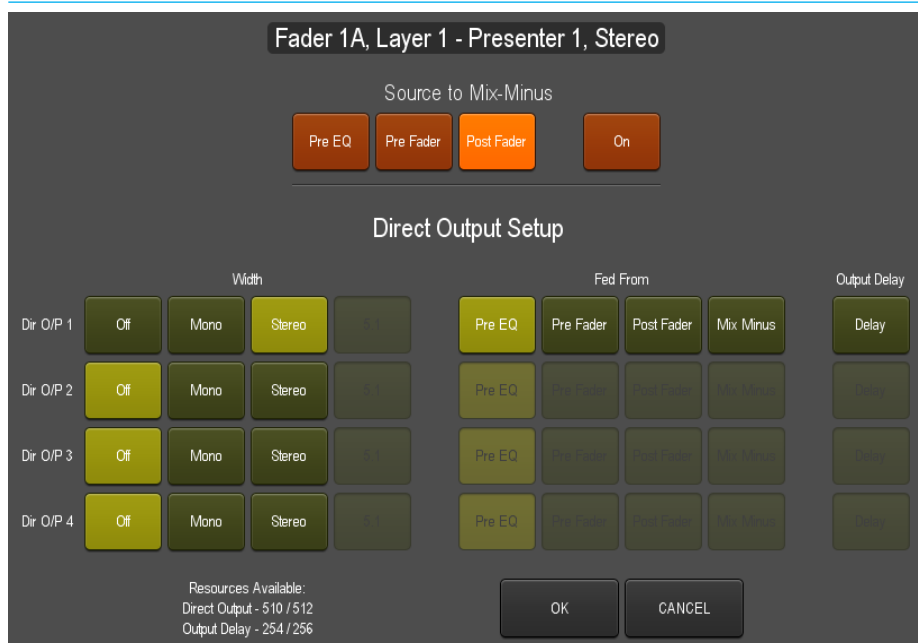 Fader 1A, Layer 1 - Presenter 1, Stereo
Source to Mix-Minus
Pre EQ Pre Fader Post Fader On
Direct Output Setup
Width Fed From Output Delay
Dir O/P 1 Off Mono Stereo 5.1 Pre EQ Pre Fader Post Fader Mix Minus Delay
Dir O/P 2 Off Mono Stereo 5.1 Pre EQ Pre Fader Post Fader Mix Minus Delay
Dir O/P 3 Off Mono Stereo 5.1 Pre EQ Pre Fader Post Fader Mix Minus Delay
Dir O/P 4 Off Mono Stereo 5.1 Pre EQ Pre Fader Post Fader Mix Minus Delay
Resources Available:
Direct Output - 510 / 512
Output Delay - 254 / 256
OK CANCEL